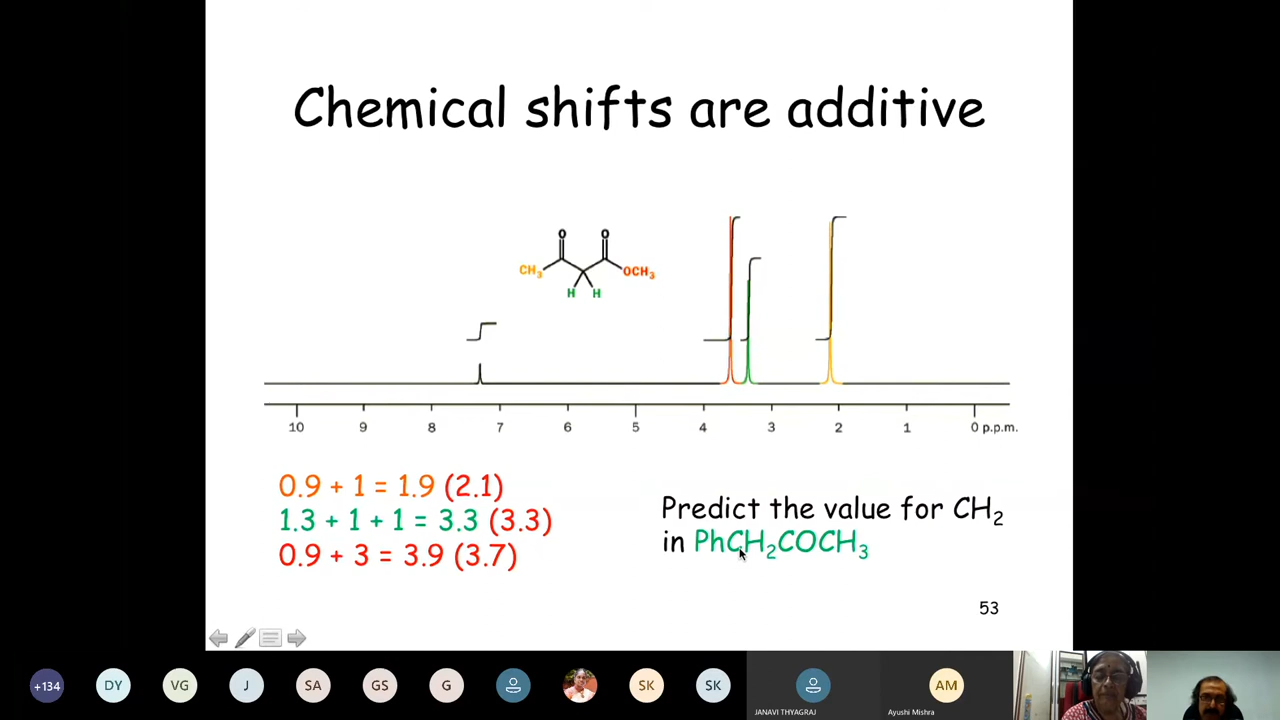 Chemical shifts are additive
O O
CH3 OCH3
H H
10 9 8 7 6 5 4 3 2 1 0 p.p.m.
0.9 + 1 = 1.9 (2.1)
1.3 + 1 + 1 = 3.3 (3.3)
0.9 + 3 = 3.9 (3.7)
Predict the value for CH2
in PhCH2COCH3
53
+134 DY VG J SA GS G SK SK AM
JANAVI THYAGRAJ Ayushi Mishra